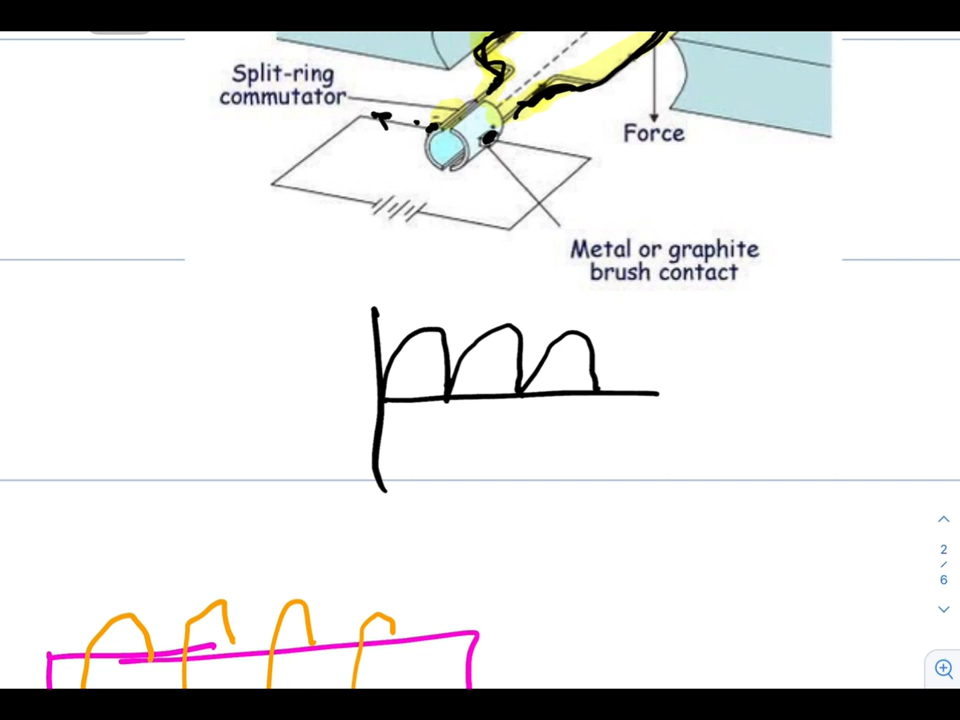 Split-ring
commutator
Force
Metal or graphite
brush contact
2
/
6